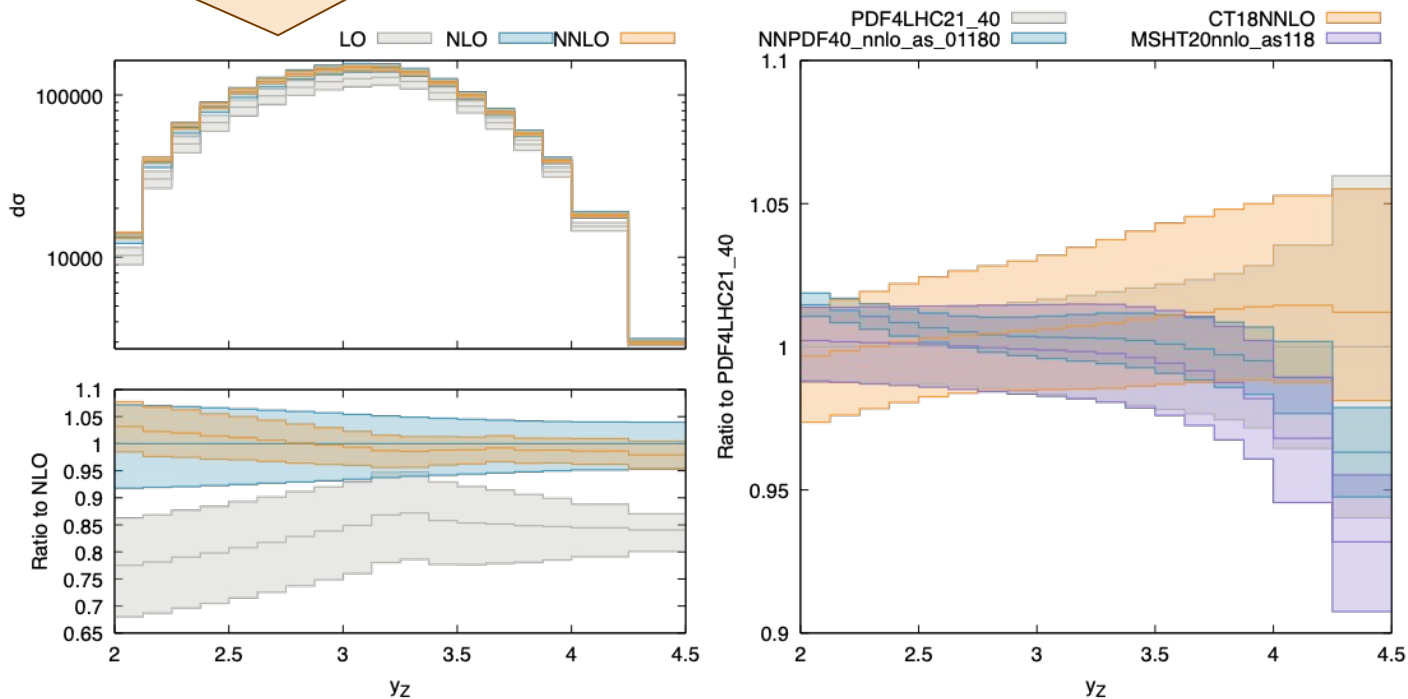 LO NLO NNLO
100000
10000
dσ
1.1
1.05
1
0.95
0.9
0.85
0.8
0.75
0.7
0.65
Ratio to NLO
2 2.5 3 3.5 4 4.5
yZ
PDF4LHC21_40 CT18NNLO
NNPDF40_nnlo_as_01180 MSHT20nnlo_as118
1.1
1.05
1
0.95
0.9
Ratio to PDF4LHC21_40
2 2.5 3 3.5 4 4.5
yZ